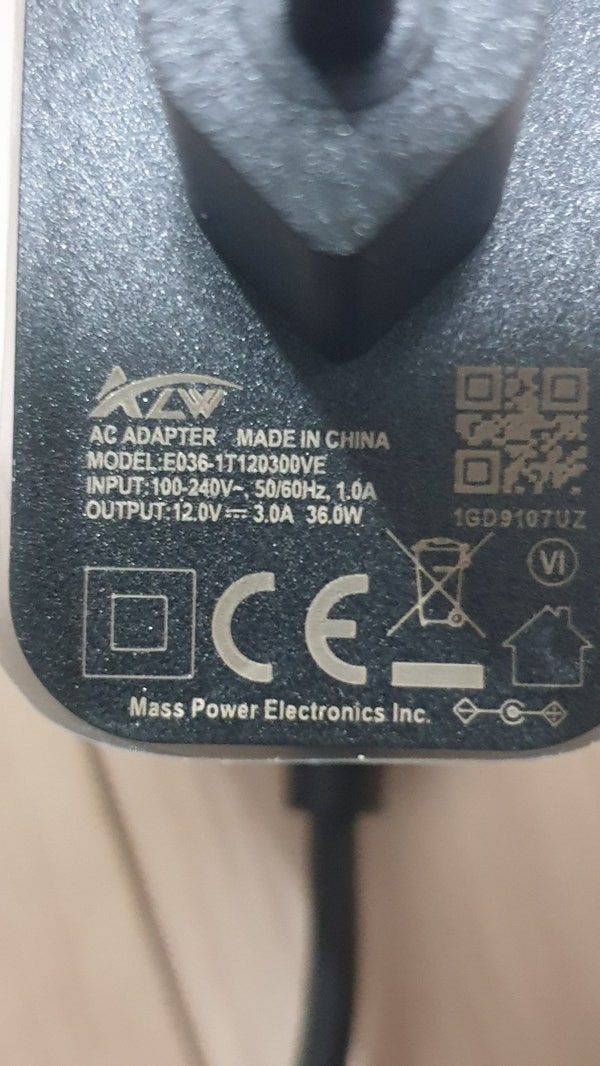 AC ADAPTER MADE IN CHINA
MODEL:E036-1T120300VE
INPUT:100-240V~, 50/60Hz, 1.0A
OUTPUT:12.0V⎓ 3.0A 36.0W
1GD9107UZ
VI
CE
Mass Power Electronics Inc.